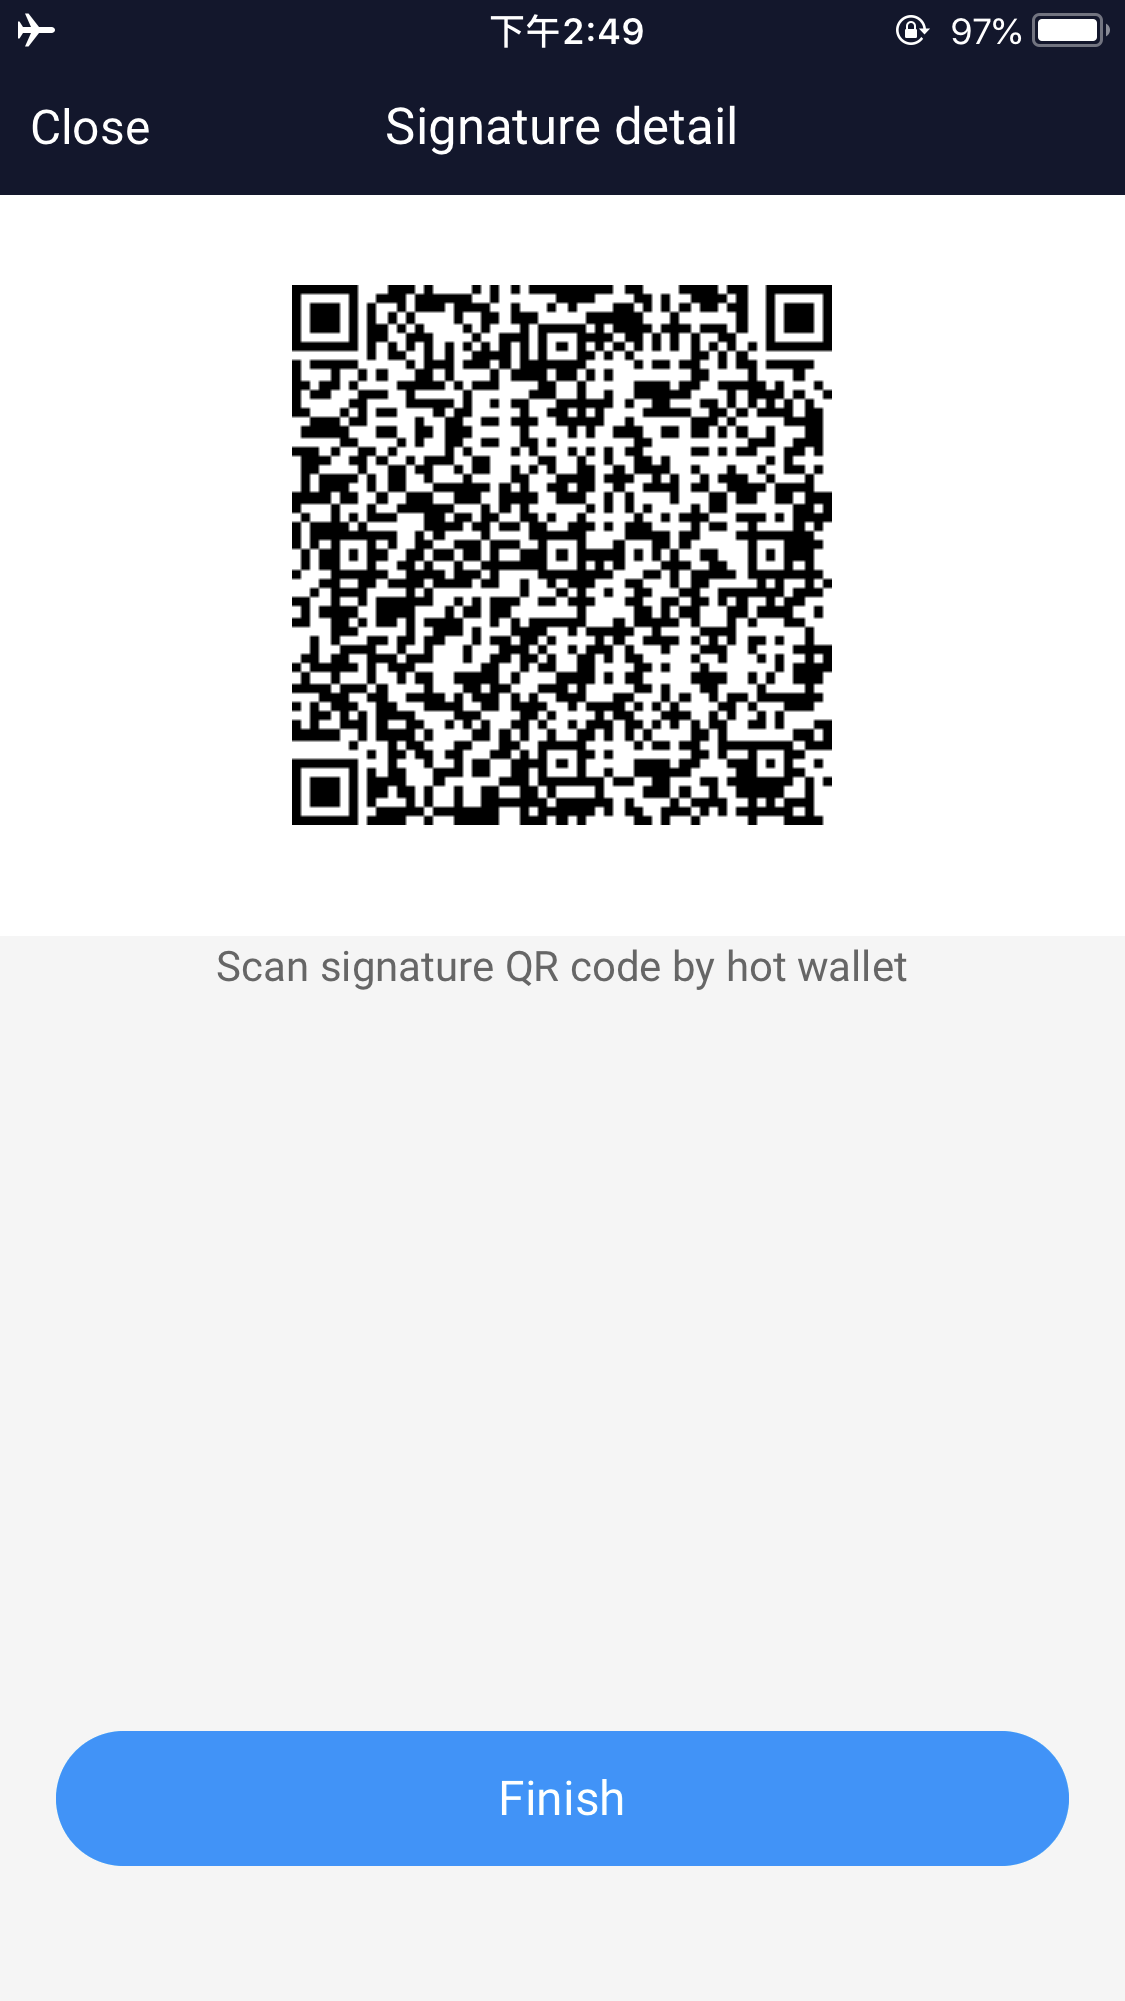 下午2:49
97%
Close
Signature detail
Scan signature QR code by hot wallet
Finish